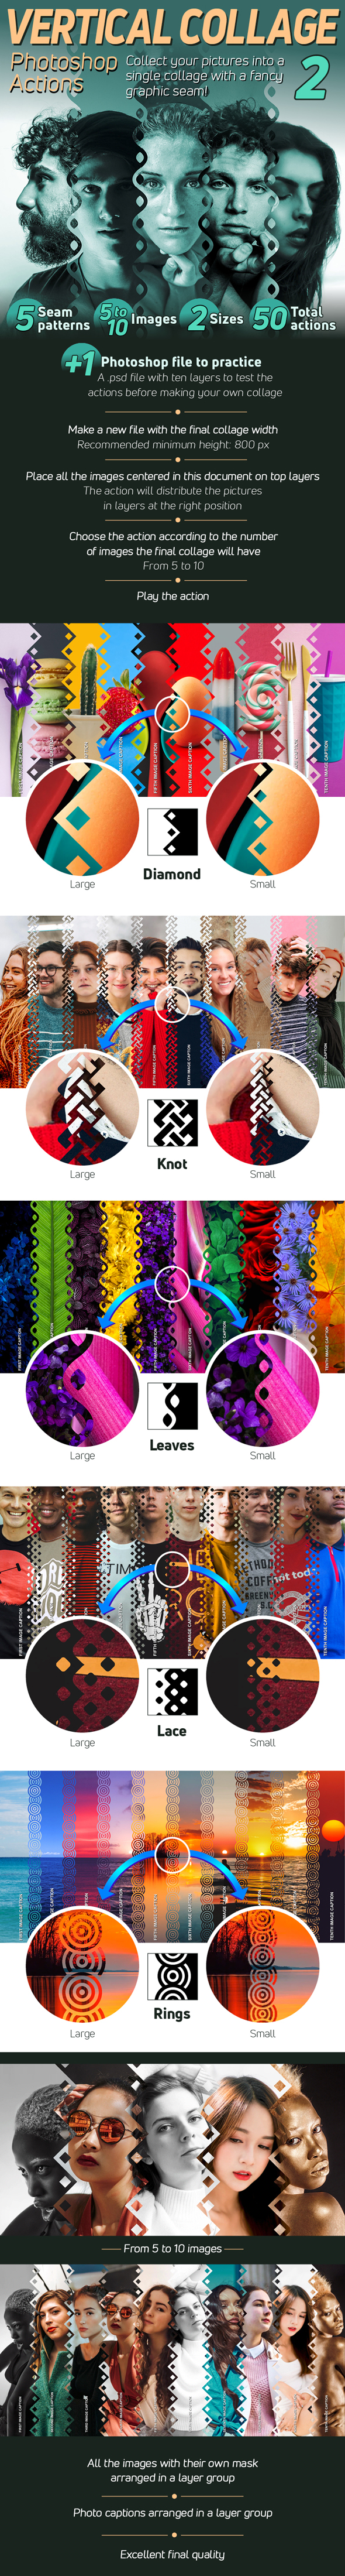 VERTICAL COLLAGE
Photoshop
Actions
Collect your pictures into a
single collage with a fancy
graphic seam!
2
5 Seam
patterns
5 to
10 Images
2 Sizes
50 Total
actions
+1 Photoshop file to practice
A .psd file with ten layers to test the
actions before making your own collage
Make a new file with the final collage width
Recommended minimum height: 800 px
Place all the images centered in this document on top layers
The action will distribute the pictures
in layers at the right position
Choose the action according to the number
of images the final collage will have
From 5 to 10
Play the action
FIFTH IMAGE CAPTION
SIXTH IMAGE CAPTION
TENTH IMAGE CAPTION
Large
Diamond
Small
FIFTH IMAGE CAPTION
SIXTH IMAGE CAPTION
TENTH IMAGE CAPTION
Large
Knot
Small
FIRST IMAGE CAPTION
FIFTH IMAGE CAPTION
SIXTH IMAGE CAPTION
TENTH IMAGE CAPTION
Large
Leaves
Small
FIRST IMAGE CAPTION
SIXTH IMAGE CAPTION
TENTH IMAGE CAPTION
Large
Lace
Small
FIRST IMAGE CAPTION
FIFTH IMAGE CAPTION
SIXTH IMAGE CAPTION
TENTH IMAGE CAPTION
Large
Rings
Small
From 5 to 10 images
FIRST IMAGE CAPTION
SECOND IMAGE CAPTION
THIRD IMAGE CAPTION
All the images with their own mask
arranged in a layer group
Photo captions arranged in a layer group
Excellent final quality